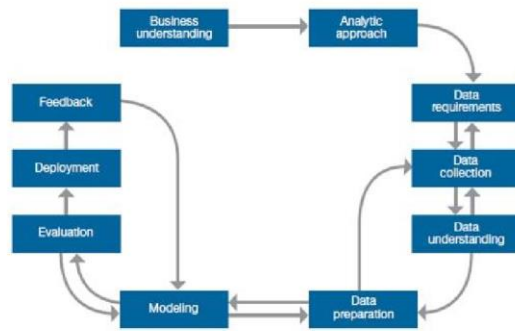 Business
understanding
Analytic
approach
Feedback
Data
requirements
Deployment
Data
collection
Evaluation
Data
understanding
Modeling
Data
preparation